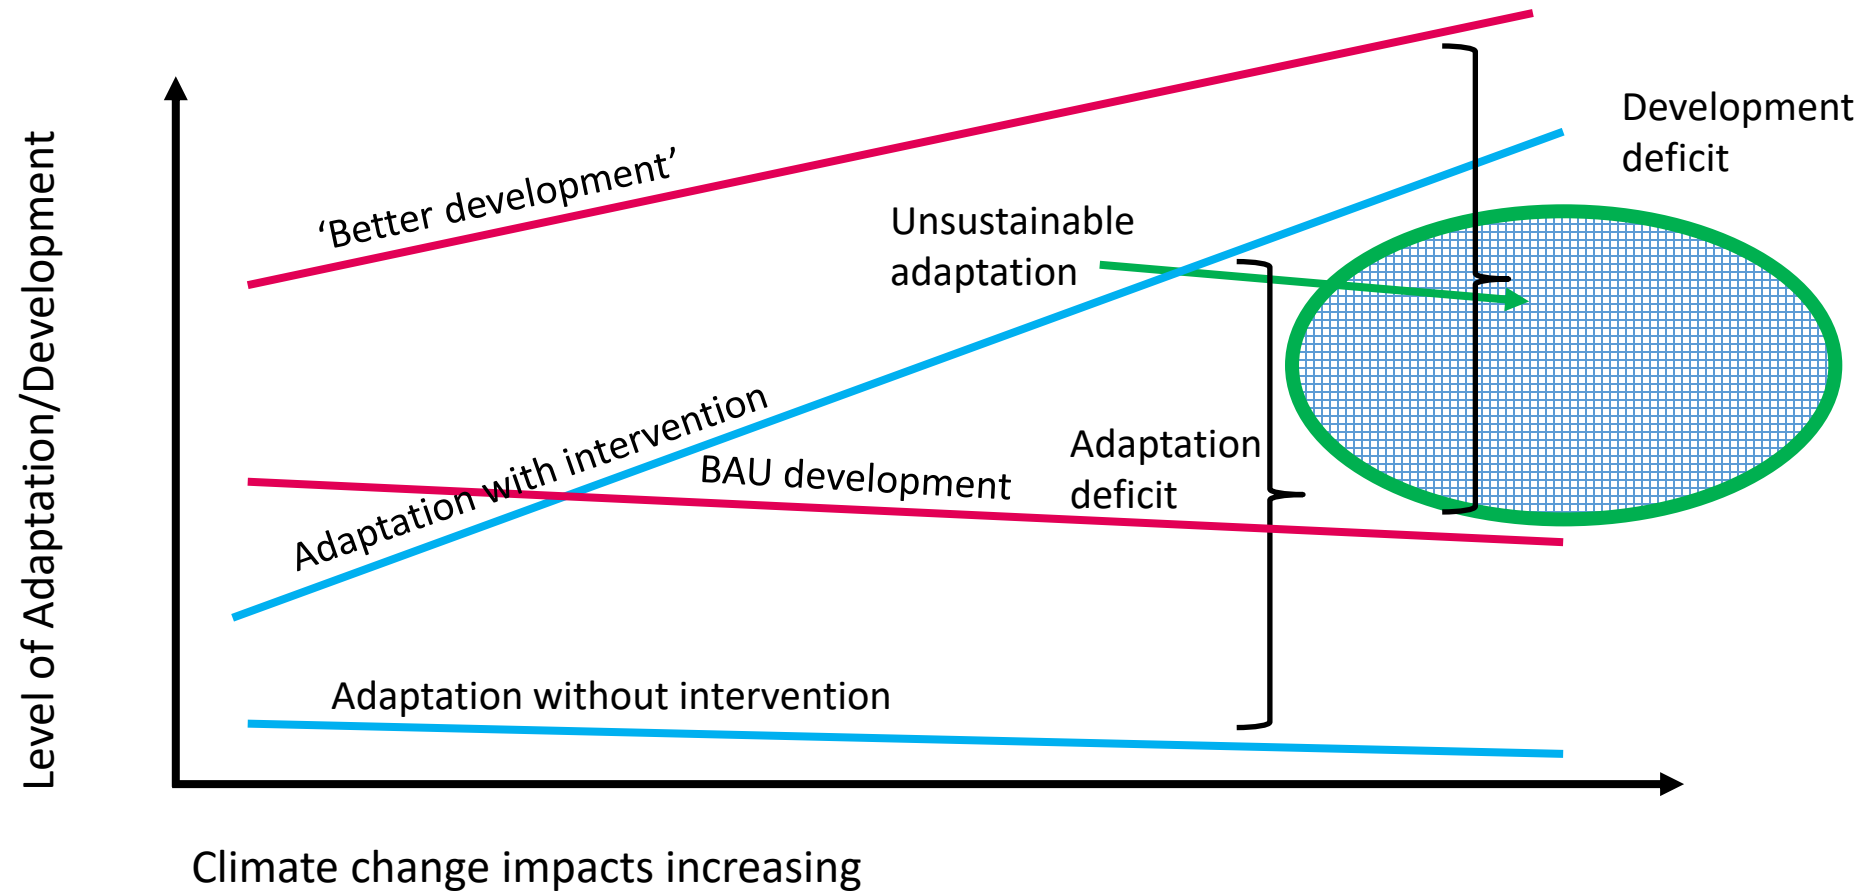 Level of Adaptation/Development
‘Better development’
Development
deficit
Unsustainable
adaptation
Adaptation with intervention
BAU development
Adaptation
deficit
Adaptation without intervention
Climate change impacts increasing